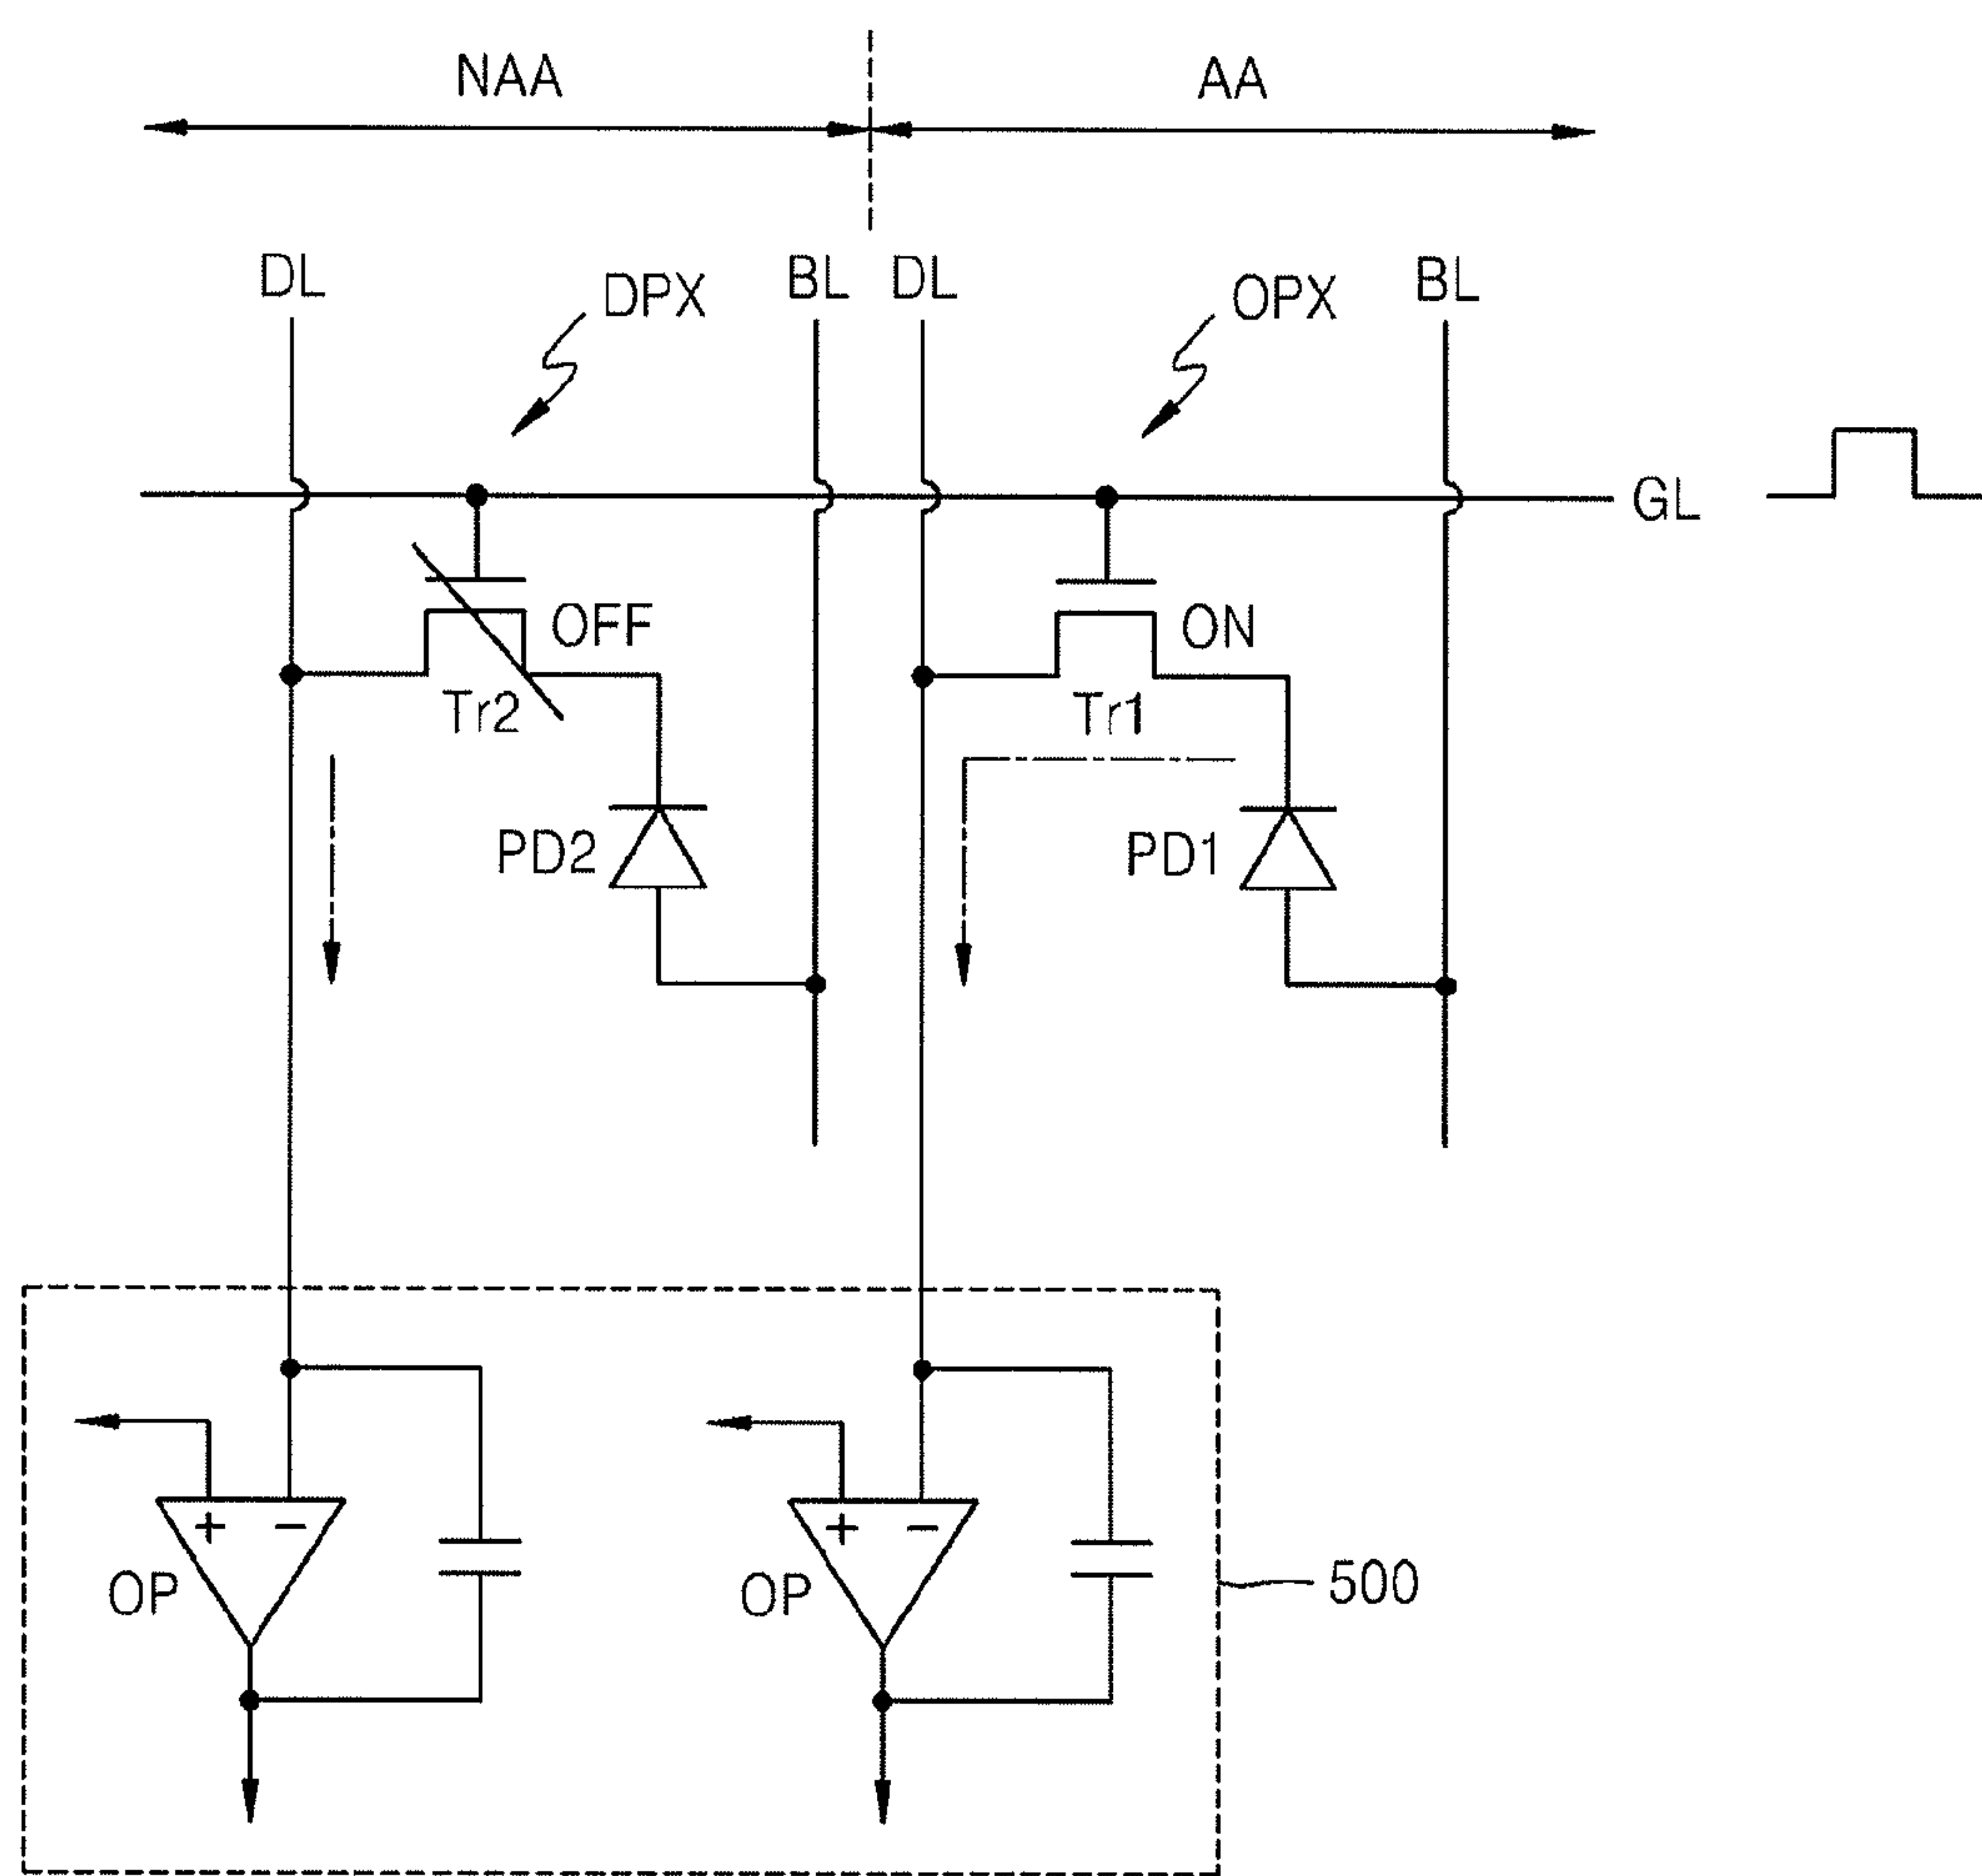 NAA AA
DL DPX BL DL OPX BL
GL
OFF ON
Tr2 Tr1
PD2 PD1
+ − + −
OP OP 500